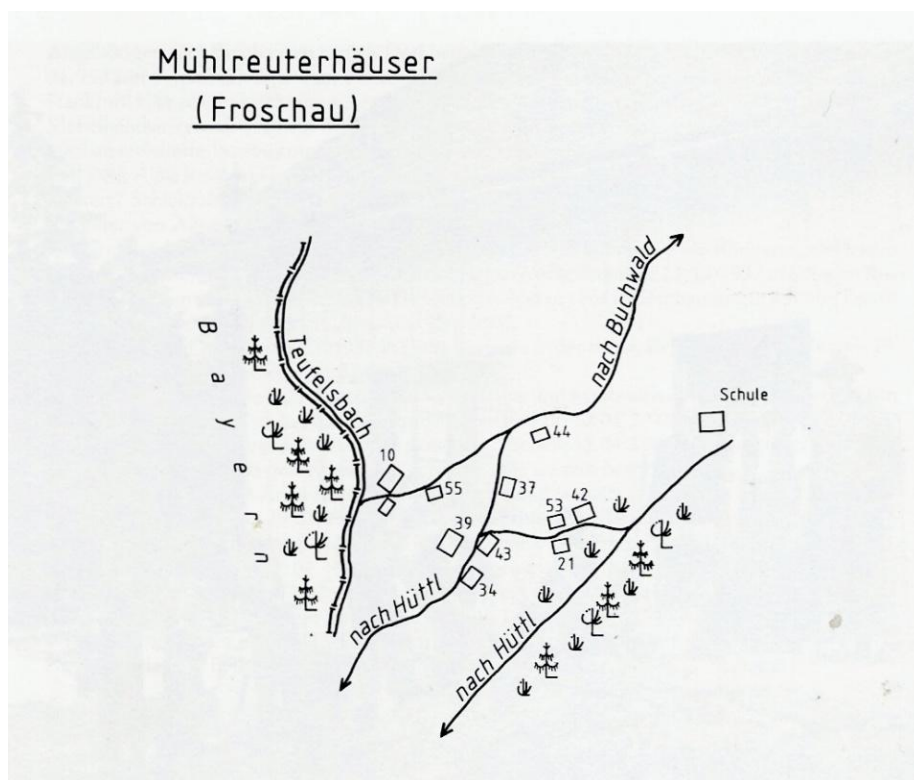 Mühlreuterhäuser
(Froschau)
nach Buchwald
Teufelsbach
Bayern
Schule
44
10
55
37
53
42
39
43
21
34
nach Hüttl
nach Hüttl